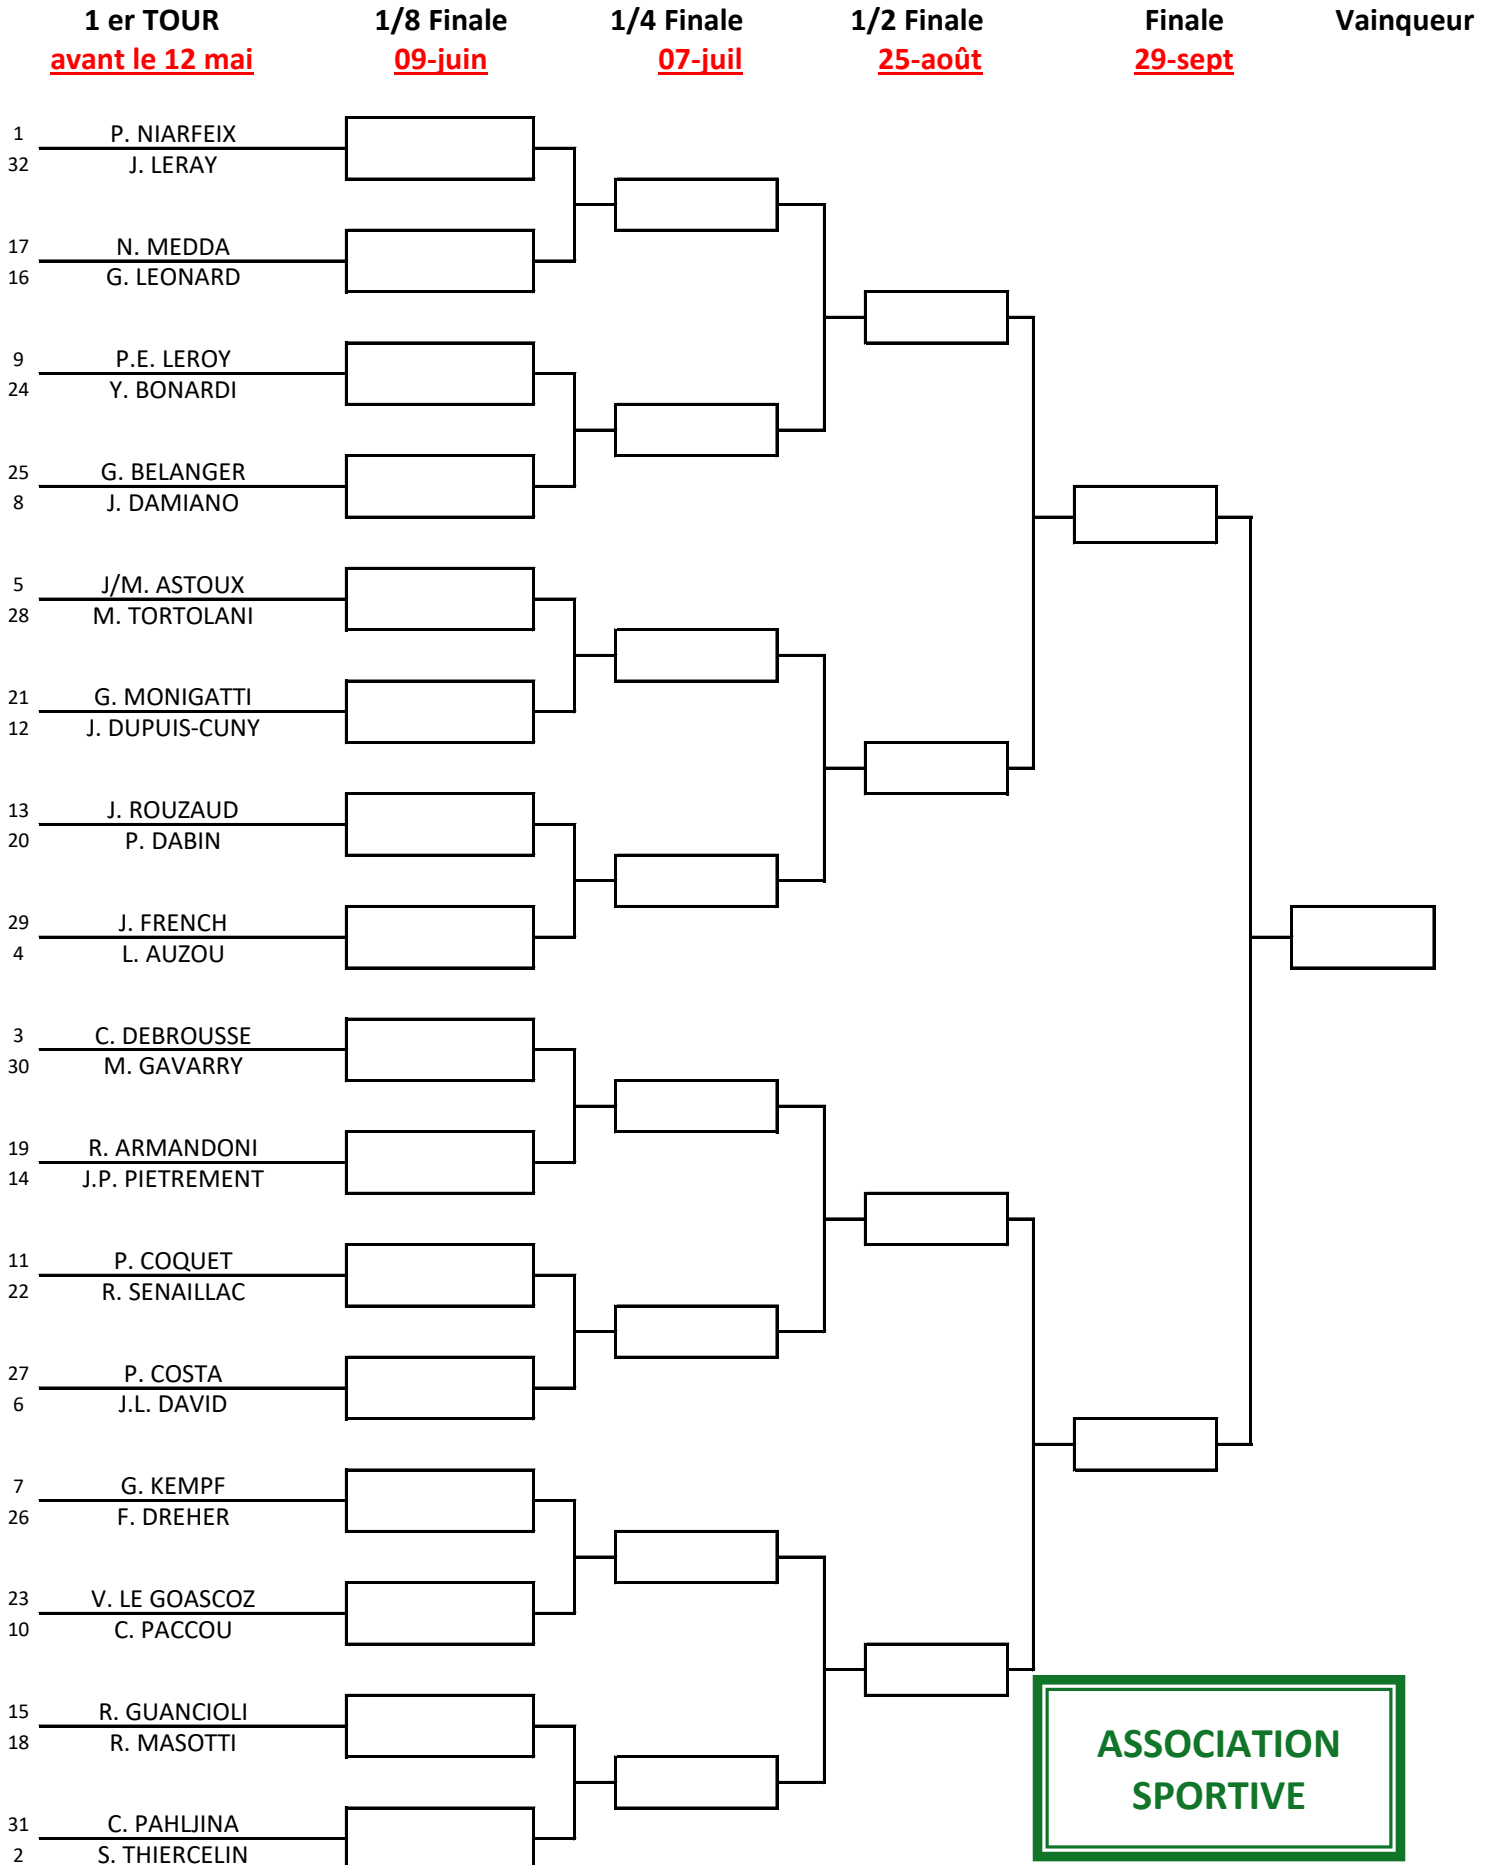 1 er TOUR 1/8 Finale 1/4 Finale 1/2 Finale Finale Vainqueur
avant le 12 mai 09-juin 07-juil 25-août 29-sept
1 P. NIARFEIX
32 J. LERAY
17 N. MEDDA
16 G. LEONARD
9 P.E. LEROY
24 Y. BONARDI
25 G. BELANGER
8 J. DAMIANO
5 J/M. ASTOUX
28 M. TORTOLANI
21 G. MONIGATTI
12 J. DUPUIS-CUNY
13 J. ROUZAUD
20 P. DABIN
29 J. FRENCH
4 L. AUZOU
3 C. DEBROUSSE
30 M. GAVARRY
19 R. ARMANDONI
14 J.P. PIETREMENT
11 P. COQUET
22 R. SENAILLAC
27 P. COSTA
6 J.L. DAVID
7 G. KEMPF
26 F. DREHER
23 V. LE GOASCOZ
10 C. PACCOU
15 R. GUANCIOLI
18 R. MASOTTI
31 C. PAHLJINA
2 S. THIERCELIN
ASSOCIATION
SPORTIVE